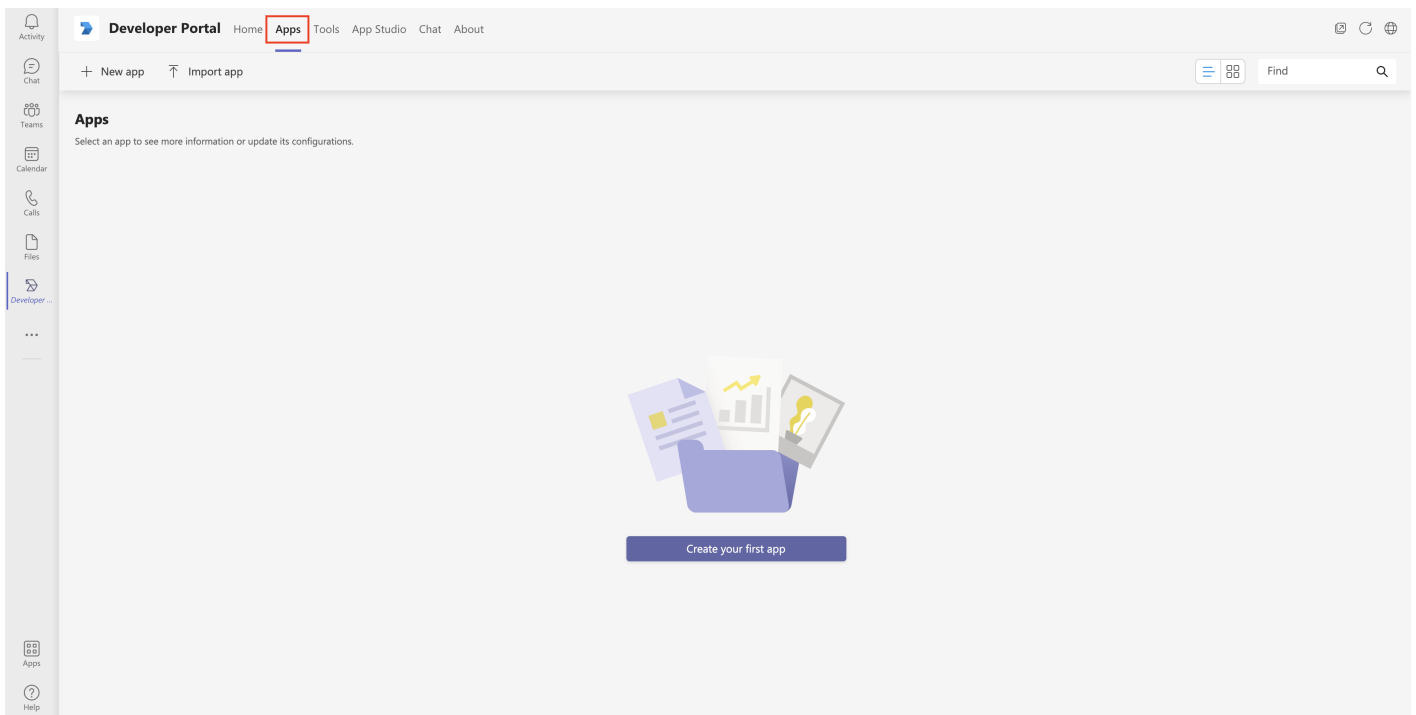 Activity
Chat
Teams
Calendar
Calls
Files
Developer ...
Apps
Help
Developer Portal Home Apps Tools App Studio Chat About
New app Import app Find
Apps
Select an app to see more information or update its configurations.
Create your first app